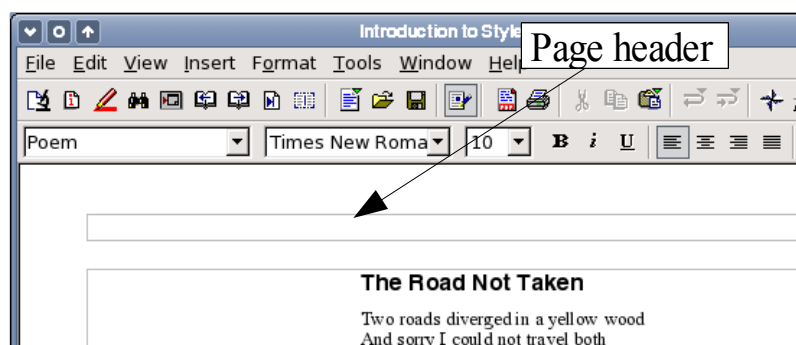 Introduction to Style
Page header
File Edit View Insert Format Tools Window Help
Poem Times New Roma 10 B i U
The Road Not Taken
Two roads diverged in a yellow wood
And sorry I could not travel both